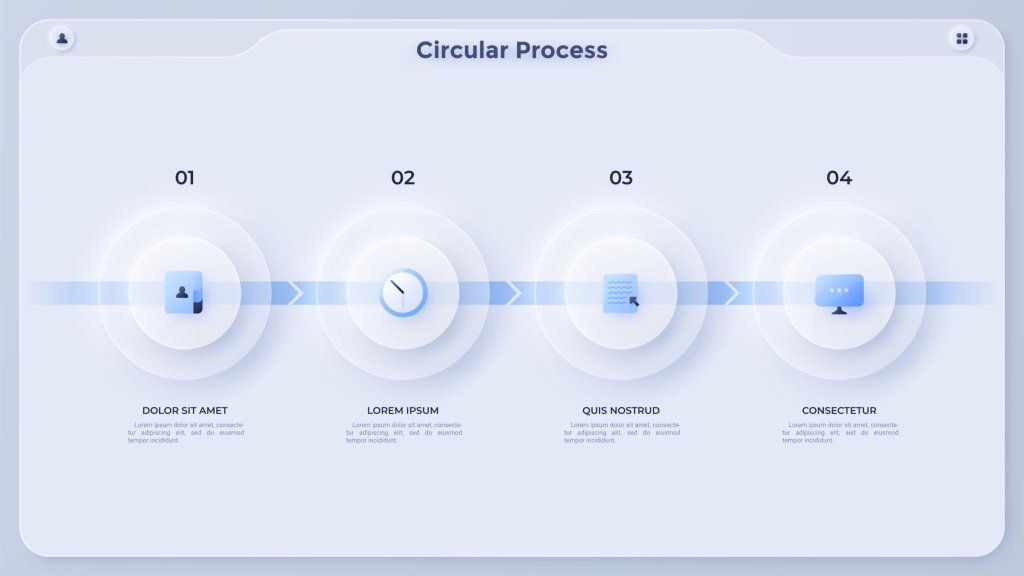 Circular Process
01
02
03
04
DOLOR SIT AMET
Lorem ipsum dolor sit amet, consecte-
tur adipiscing elit, sed do eiusmod
tempor incididunt.
LOREM IPSUM
Lorem ipsum dolor sit amet, consecte-
tur adipiscing elit, sed do eiusmod
tempor incididunt.
QUIS NOSTRUD
Lorem ipsum dolor sit amet, consecte-
tur adipiscing elit, sed do eiusmod
tempor incididunt.
CONSECTETUR
Lorem ipsum dolor sit amet, consecte-
tur adipiscing elit, sed do eiusmod
tempor incididunt.